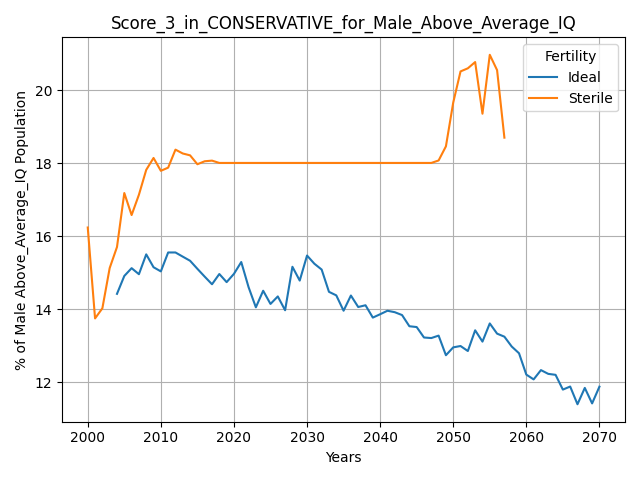 Score_3_in_CONSERVATIVE_for_Male_Above_Average_IQ
% of Male Above_Average_IQ Population
20
18
16
14
12
Fertility
Ideal
Sterile
2000 2010 2020 2030 2040 2050 2060 2070
Years